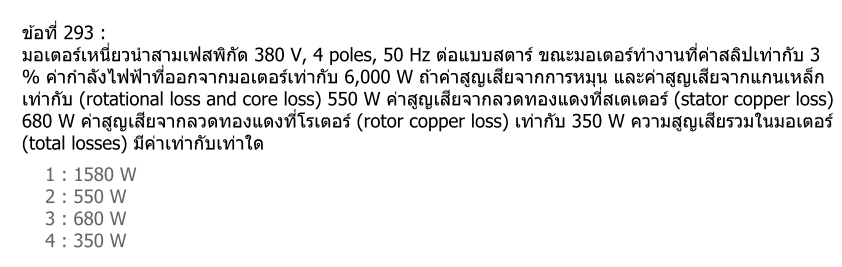 ข้อที่ 293 :
มอเตอร์เหนี่ยวนำสามเฟสพิกัด 380 V, 4 poles, 50 Hz ต่อแบบสตาร์ ขณะมอเตอร์ทำงานที่ค่าสลิปเท่ากับ 3
% ค่ากำลังไฟฟ้าที่ออกจากมอเตอร์เท่ากับ 6,000 W ถ้าค่าสูญเสียจากการหมุน และค่าสูญเสียจากแกนเหล็ก
เท่ากับ (rotational loss and core loss) 550 W ค่าสูญเสียจากลวดทองแดงที่สเตเตอร์ (stator copper loss)
680 W ค่าสูญเสียจากลวดทองแดงที่โรเตอร์ (rotor copper loss) เท่ากับ 350 W ความสูญเสียรวมในมอเตอร์
(total losses) มีค่าเท่ากับเท่าใด
1 : 1580 W
2 : 550 W
3 : 680 W
4 : 350 W